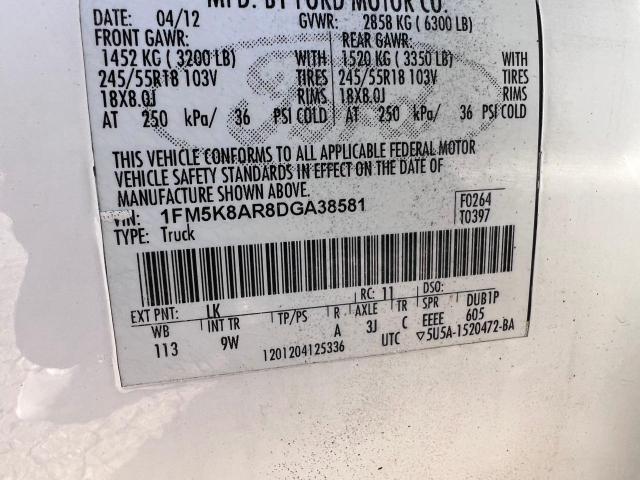 MFD. BY FORD MOTOR CO.
DATE: 04/12 GVWR: 2858 KG ( 6300 LB)
FRONT GAWR: REAR GAWR:
1452 KG ( 3200 LB) WITH 1520 KG ( 3350 LB) WITH
245/55R18 103V TIRES 245/55R18 103V TIRES
18X8.0J RIMS 18X8.0J RIMS
AT 250 kPa/ 36 PSI COLD AT 250 kPa/ 36 PSI COLD
THIS VEHICLE CONFORMS TO ALL APPLICABLE FEDERAL MOTOR
VEHICLE SAFETY STANDARDS IN EFFECT ON THE DATE OF
MANUFACTURE SHOWN ABOVE.
VIN: 1FM5K8AR8DGA38581 F0264
TYPE: Truck T0397
EXT PNT: LK RC: 11 DSO:
WB INT TR TP/PS R AXLE TR SPR DUB1P
113 9W A 3J C EEEE 605
1201204125336 UTC ▽5U5A-1520472-BA